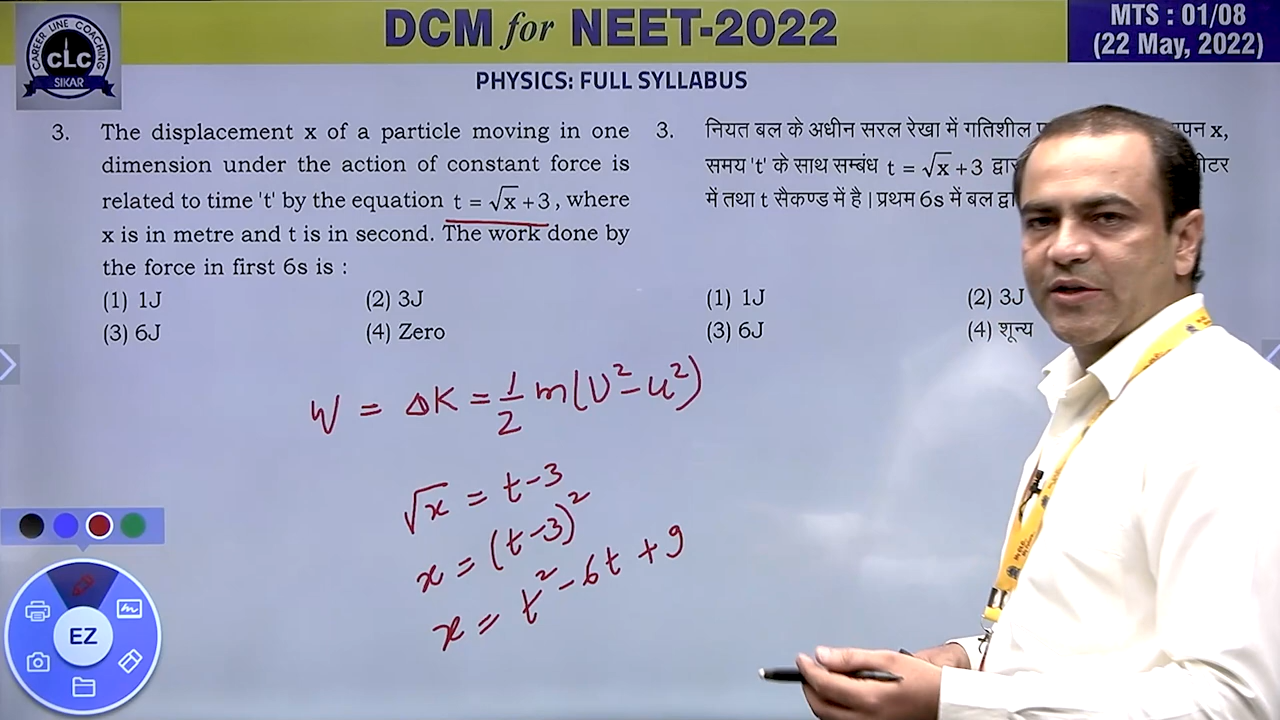 DCM for NEET-2022
MTS : 01/08
(22 May, 2022)
CAREER LINE COACHING
CLC
SIKAR
PHYSICS: FULL SYLLABUS
3. The displacement x of a particle moving in one
dimension under the action of constant force is
related to time 't' by the equation t = √x + 3, where
x is in metre and t is in second. The work done by
the force in first 6s is :
(1) 1J (2) 3J
(3) 6J (4) Zero
3. नियत बल के अधीन सरल रेखा में गतिशील x,
समय 't' के साथ सम्बंध t = √x + 3
में तथा t सैकण्ड में है। प्रथम 6s में बल
(1) 1J (2) 3J
(3) 6J (4) शून्य
W = ΔK = 1/2 m(v² - u²)
√x = t - 3
x = (t - 3)²
x = t² - 6t + 9
EZ